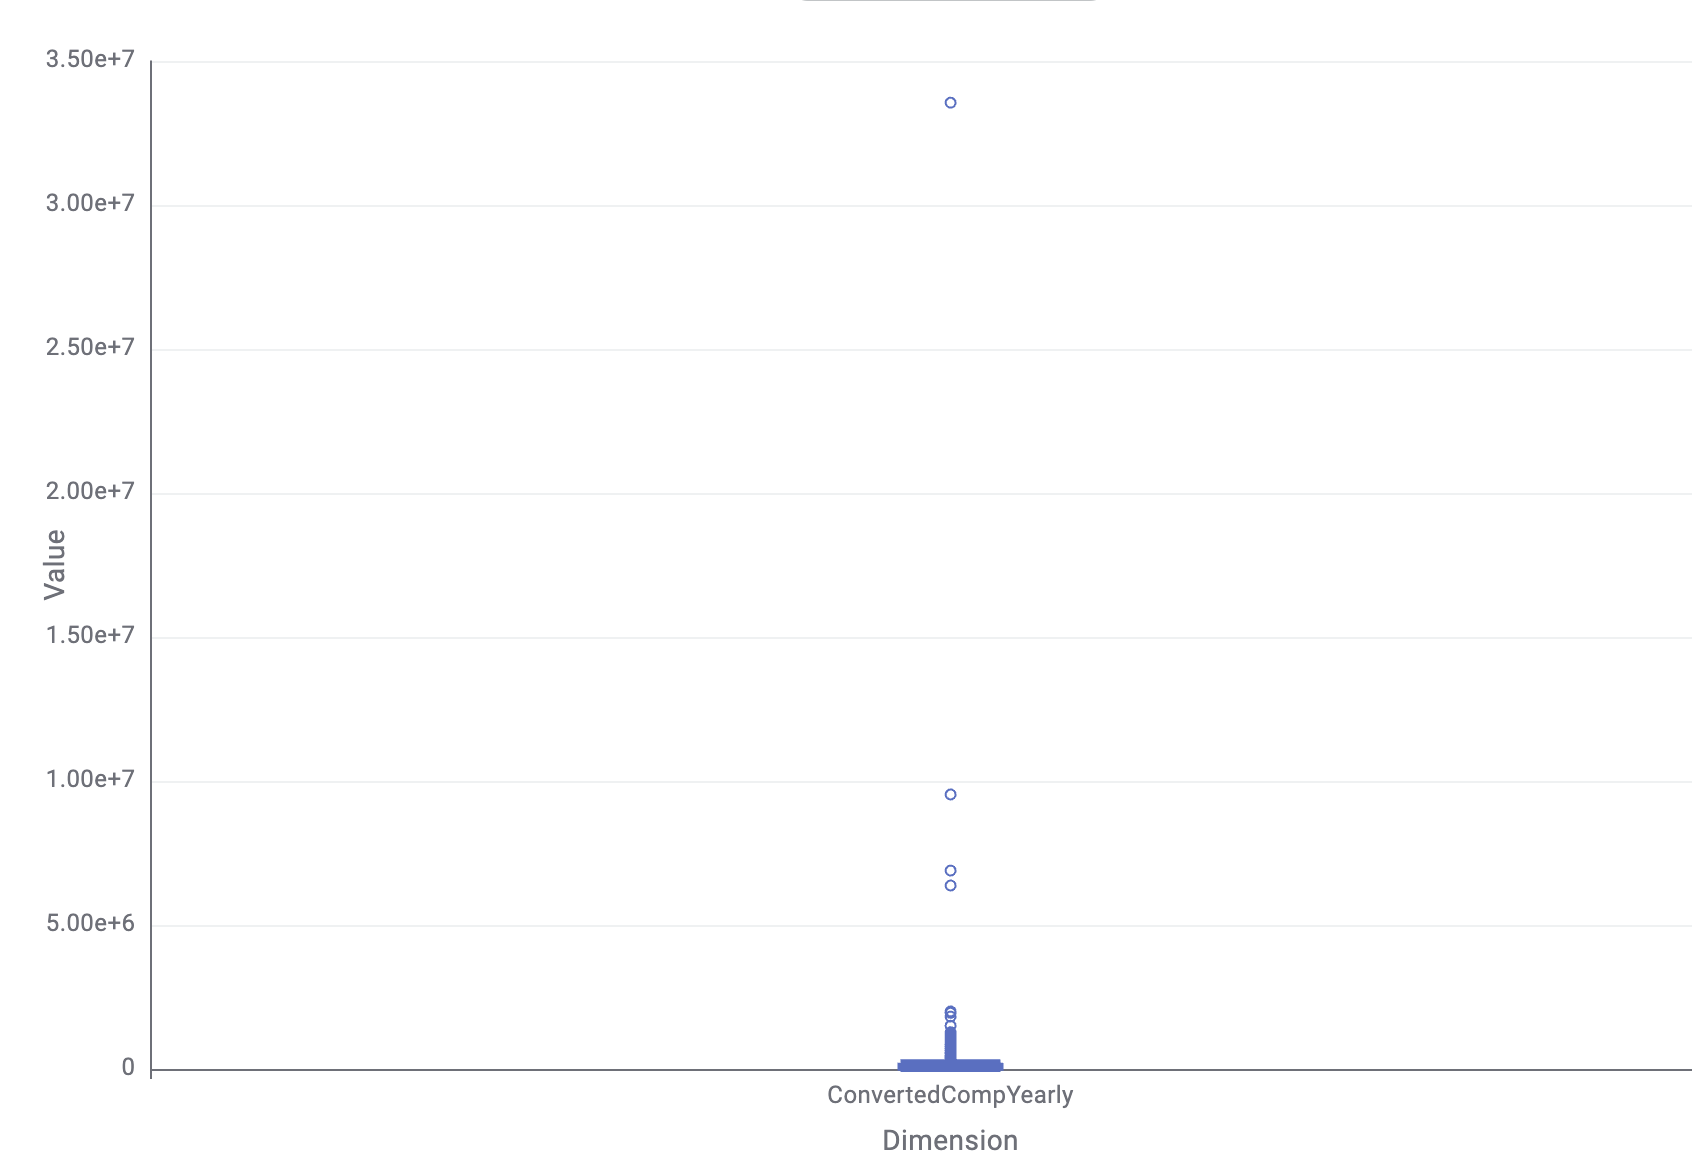 3.50e+7
3.00e+7
2.50e+7
2.00e+7
Value
1.50e+7
1.00e+7
5.00e+6
0
ConvertedCompYearly
Dimension